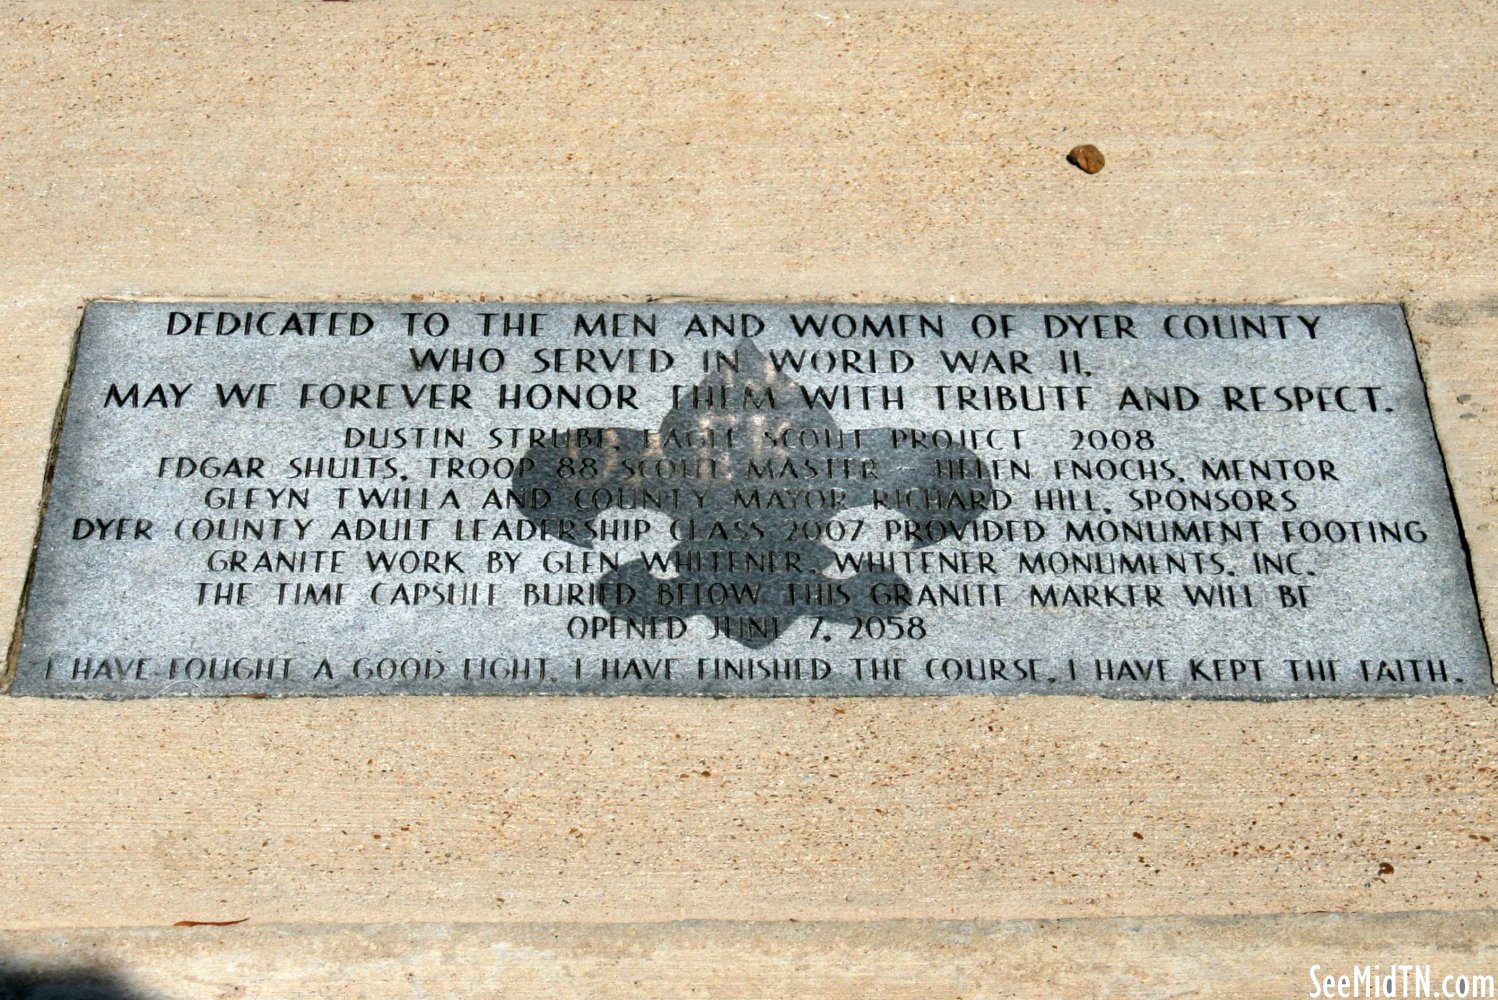 DEDICATED TO THE MEN AND WOMEN OF DYER COUNTY
WHO SERVED IN WORLD WAR II.
MAY WE FOREVER HONOR THEM WITH TRIBUTE AND RESPECT.
DUSTIN STRUBE, EAGLE SCOUT PROJECT 2008
EDGAR SHULTS, TROOP 88 SCOUT MASTER - HELEN ENOCHS, MENTOR
GLEYN TWILLA AND COUNTY MAYOR RICHARD HILL, SPONSORS
DYER COUNTY ADULT LEADERSHIP CLASS 2007 PROVIDED MONUMENT FOOTING
GRANITE WORK BY GLEN WHITENER, WHITENER MONUMENTS, INC.
THE TIME CAPSULE BURIED BELOW THIS GRANITE MARKER WILL BE
OPENED JUNE 7, 2058
I HAVE FOUGHT A GOOD FIGHT, I HAVE FINISHED THE COURSE, I HAVE KEPT THE FAITH.
SeeMidTN.com